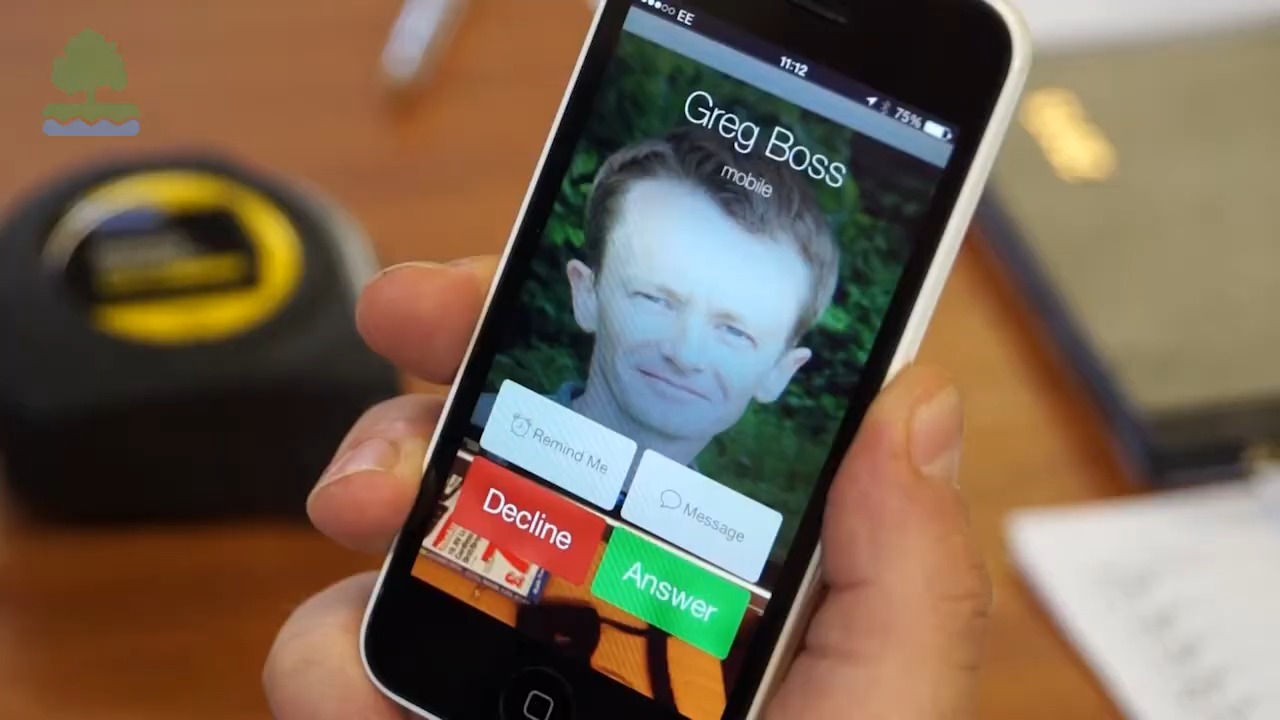 EE
11:12
75%
Greg Boss
mobile
Remind Me
Message
Decline
Answer